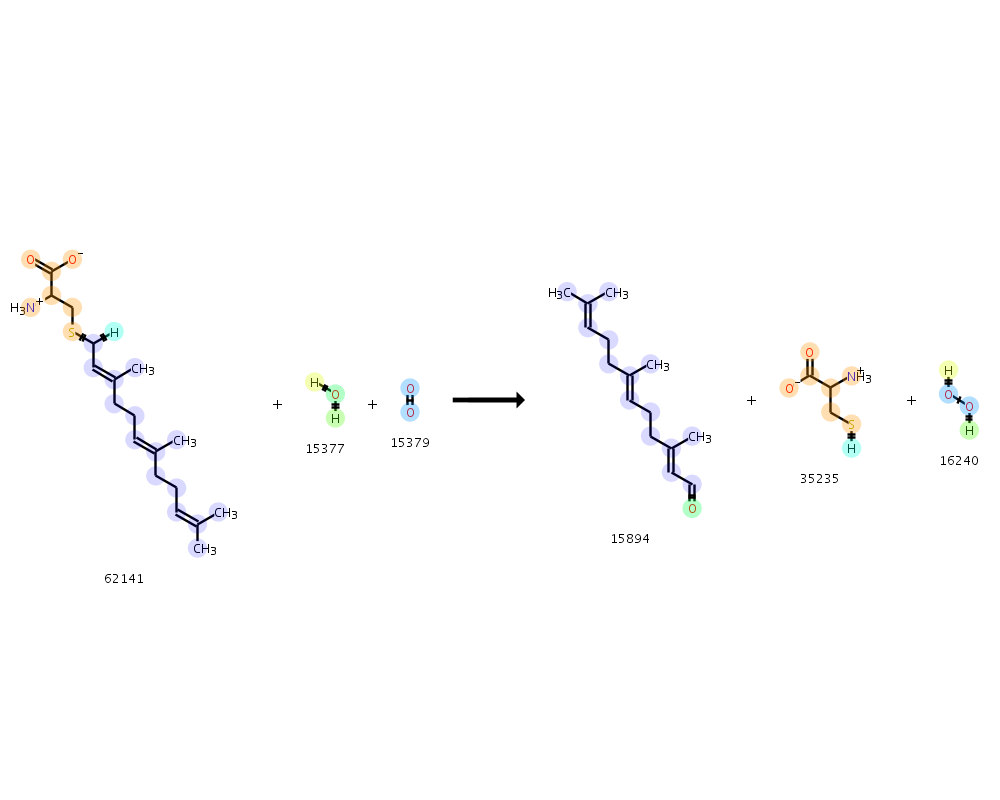 O O−
H3N+
S H
CH3
CH3
CH3
CH3
62141
+
H O
H
15377
+
O
O
15379
H3C CH3
CH3
CH3
O
15894
+
O
O− NH3+
S
H
35235
+
H
O
O
H
16240